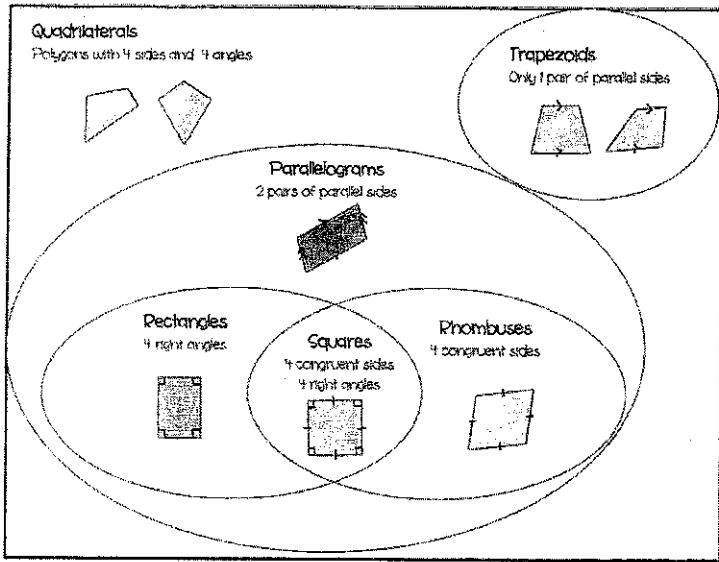 Quadrilaterals
Polygons with 4 sides and 4 angles
Trapezoids
Only 1 pair of parallel sides
Parallelograms
2 pairs of parallel sides
Rectangles
4 right angles
Squares
4 congruent sides
4 right angles
Rhombuses
4 congruent sides